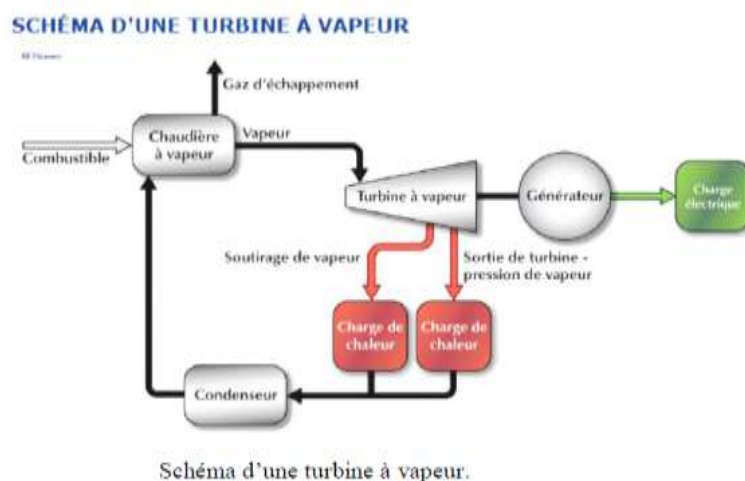 SCHÉMA D'UNE TURBINE À VAPEUR
Gaz d'échappement
Chaudière
à vapeur
Vapeur
Combustible
Turbine à vapeur
Générateur
Charge
électrique
Soutirage de vapeur
Sortie de turbine -
pression de vapeur
Charge de
chaleur
Charge de
chaleur
Condenseur
Schéma d'une turbine à vapeur.